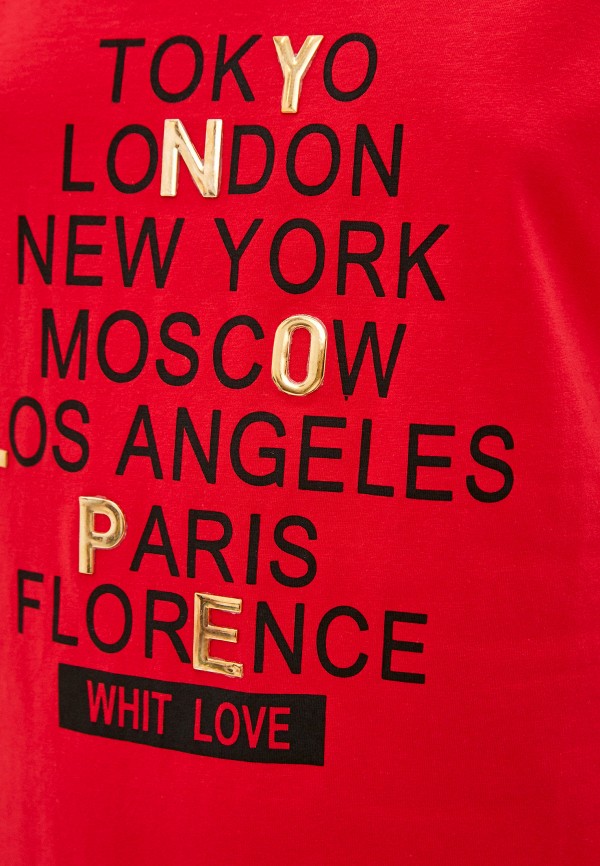 TOKYO
LONDON
NEW YORK
MOSCOW
LOS ANGELES
PARIS
FLORENCE
WHIT LOVE